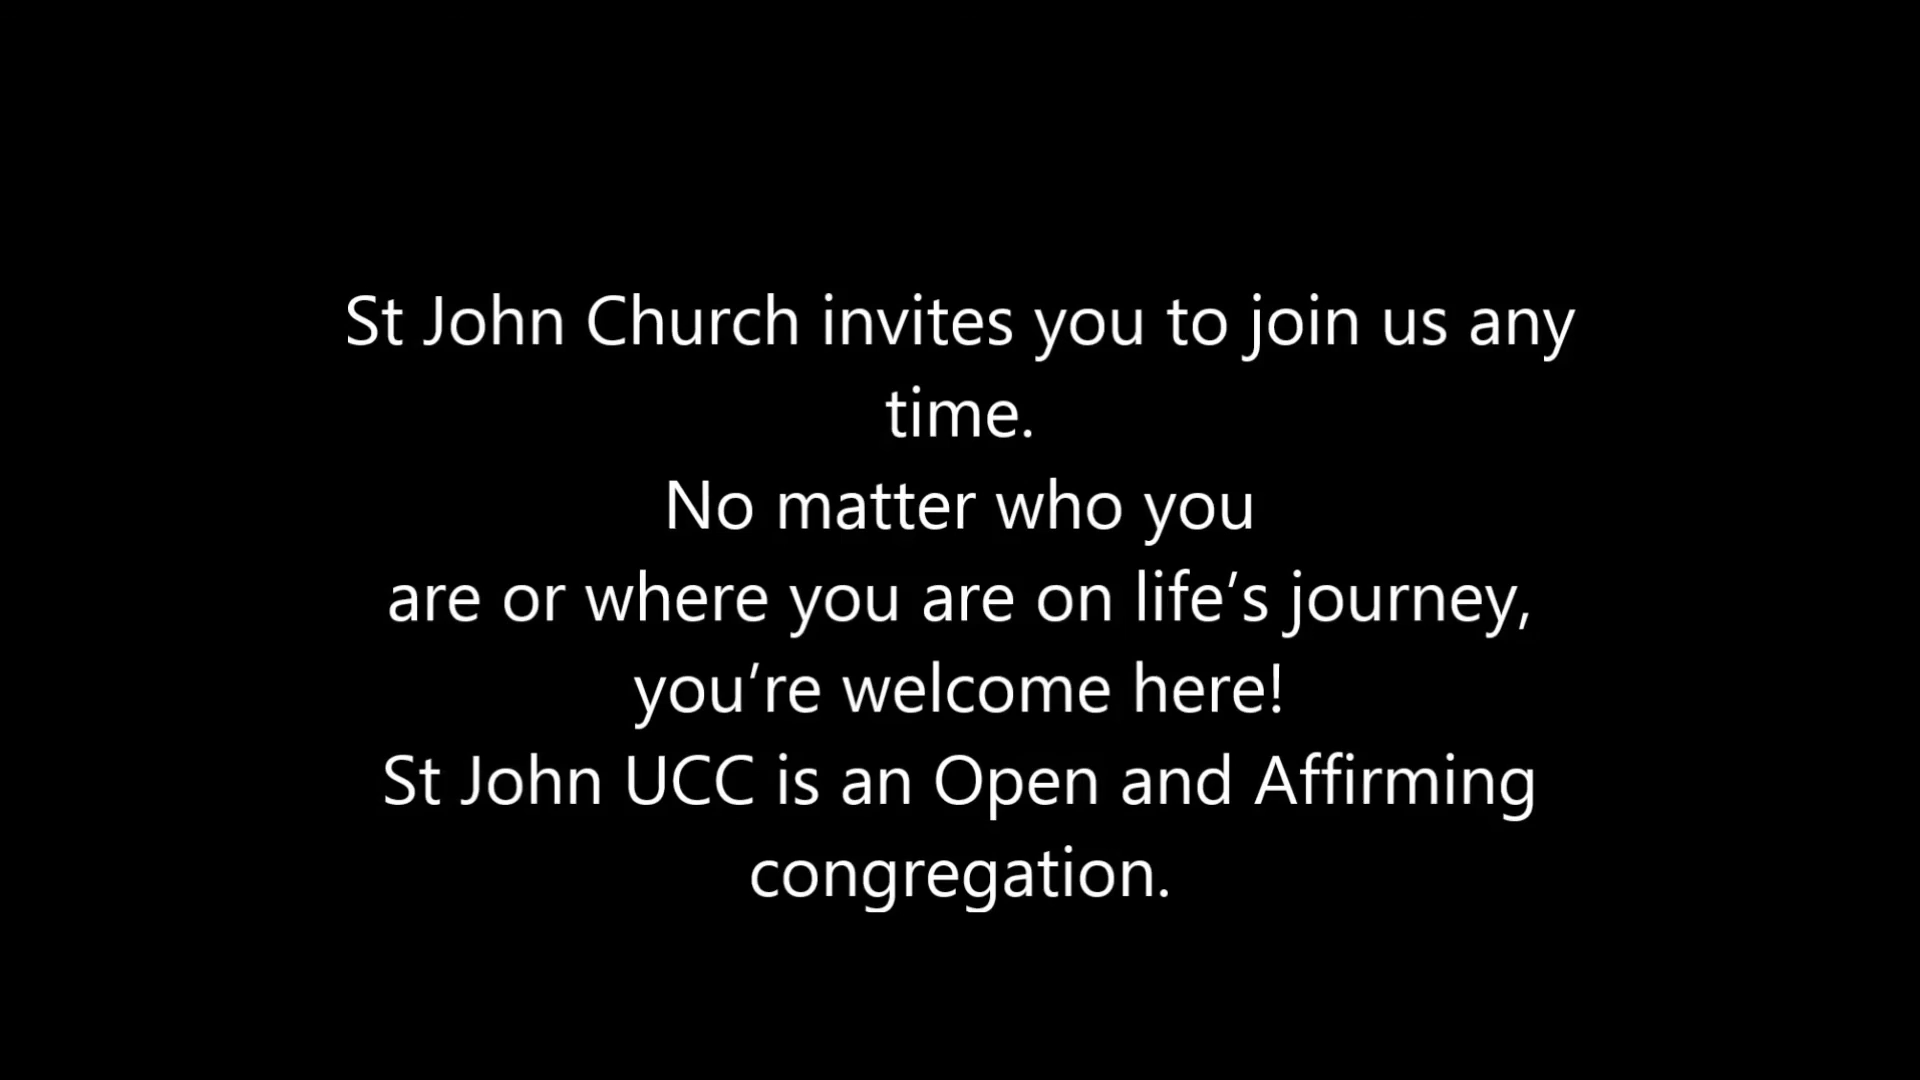 St John Church invites you to join us any
time.
No matter who you
are or where you are on life’s journey,
you’re welcome here!
St John UCC is an Open and Affirming
congregation.